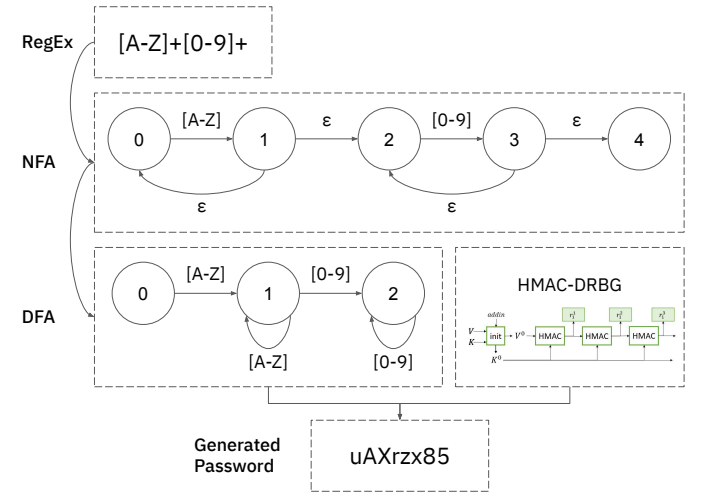 RegEx
[A-Z]+[0-9]+
NFA
[A-Z]
ε
[0-9]
ε
0
1
2
3
4
ε
ε
DFA
[A-Z]
[0-9]
0
1
2
[A-Z]
[0-9]
HMAC-DRBG
addin
V
K
init
V⁰
HMAC
HMAC
HMAC
K⁰
Generated
Password
uAXrzx85